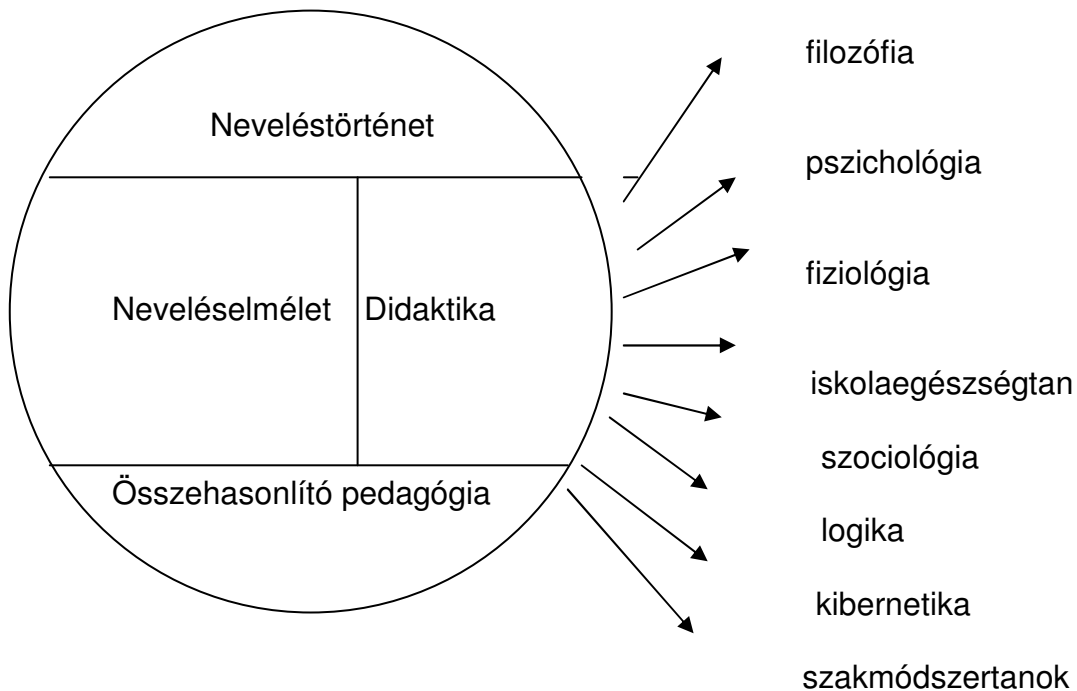 filozófia
Neveléstörténet
pszichológia
fiziológia
Neveléselmélet
Didaktika
iskolaegészségtan
szociológia
Összehasonlító pedagógia
logika
kibernetika
szakmódszertanok